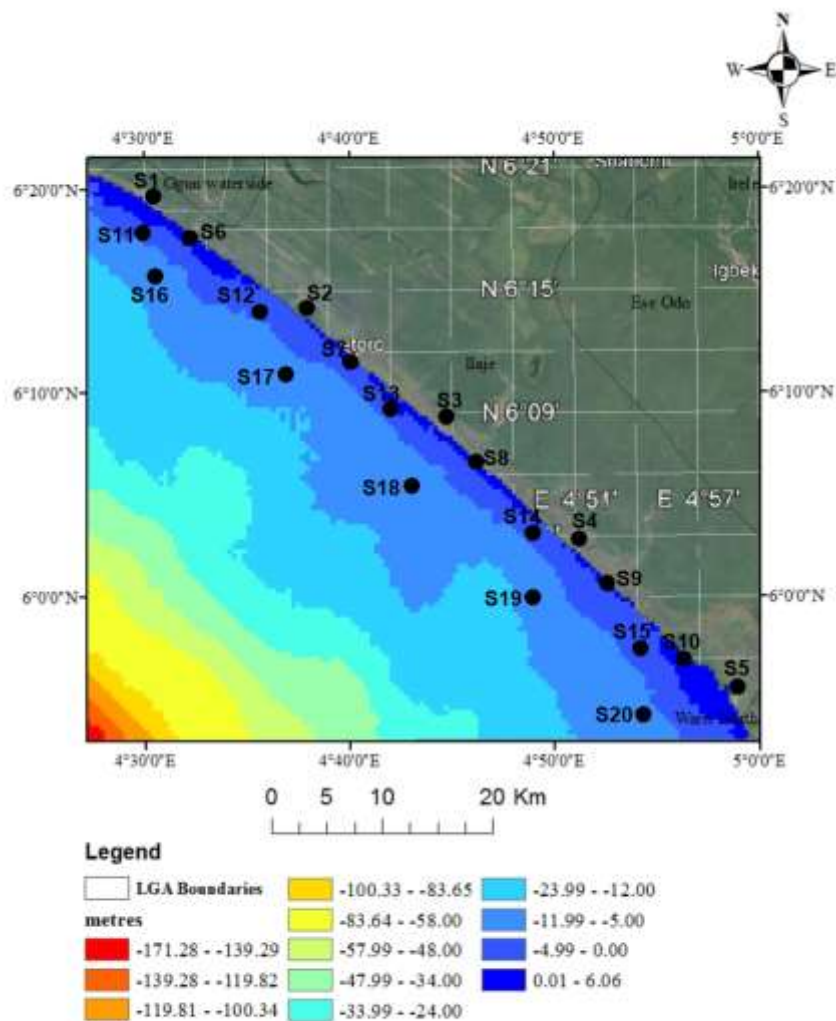 N
W E
S
4°30'0"E 4°40'0"E 4°50'0"E 5°0'0"E
N 6°21'
6°20'0"N S1 Ogun waterside 6°20'0"N
S11 S6
Igbek
S16 N 6°15'
S12 S2 Ese Odo
S7
S17 Ilaje
6°10'0"N S13 S3 N 6°09' 6°10'0"N
S8
S18 E 4°51' E 4°57'
S14 S4
S9
6°0'0"N S19 6°0'0"N
S15 S10
S5
S20
4°30'0"E 4°40'0"E 4°50'0"E 5°0'0"E
0 5 10 20 Km
Legend
LGA Boundaries
metres
-171.28 - -139.29
-139.28 - -119.82
-119.81 - -100.34
-100.33 - -83.65
-83.64 - -58.00
-57.99 - -48.00
-47.99 - -34.00
-33.99 - -24.00
-23.99 - -12.00
-11.99 - -5.00
-4.99 - 0.00
0.01 - 6.06